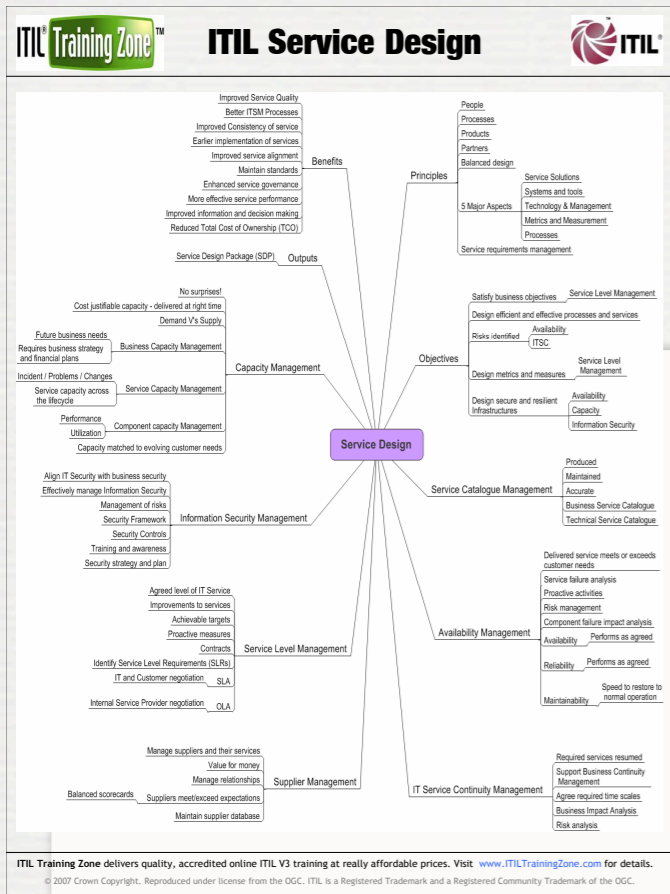 ITIL® Training Zone™
ITIL Service Design
ITIL®
Improved Service Quality
Better ITSM Processes
Improved Consistency of service
Earlier implementation of services
Improved service alignment
Maintain standards
Enhanced service governance
More effective service performance
Improved information and decision making
Reduced Total Cost of Ownership (TCO)
Benefits
Service Design Package (SDP)
Outputs
No surprises!
Cost justifiable capacity - delivered at right time
Demand V's Supply
Future business needs
Requires business strategy
and financial plans
Business Capacity Management
Incident / Problems / Changes
Service capacity across
the lifecycle
Service Capacity Management
Performance
Utilization
Component capacity Management
Capacity matched to evolving customer needs
Capacity Management
Align IT Security with business security
Effectively manage Information Security
Management of risks
Security Framework
Security Controls
Training and awareness
Security strategy and plan
Information Security Management
Agreed level of IT Service
Improvements to services
Achievable targets
Proactive measures
Contracts
Identify Service Level Requirements (SLRs)
IT and Customer negotiation
SLA
Internal Service Provider negotiation
OLA
Service Level Management
Manage suppliers and their services
Value for money
Manage relationships
Balanced scorecards
Suppliers meet/exceed expectations
Maintain supplier database
Supplier Management
Service Design
Principles
People
Processes
Products
Partners
Balanced design
5 Major Aspects
Service Solutions
Systems and tools
Technology & Management
Metrics and Measurement
Processes
Service requirements management
Objectives
Satisfy business objectives
Service Level Management
Design efficient and effective processes and services
Risks identified
Availability
ITSC
Design metrics and measures
Service Level
Management
Design secure and resilient
Infrastructures
Availability
Capacity
Information Security
Service Catalogue Management
Produced
Maintained
Accurate
Business Service Catalogue
Technical Service Catalogue
Availability Management
Delivered service meets or exceeds
customer needs
Service failure analysis
Proactive activities
Risk management
Component failure impact analysis
Availability
Performs as agreed
Reliability
Performs as agreed
Maintainability
Speed to restore to
normal operation
IT Service Continuity Management
Required services resumed
Support Business Continuity
Management
Agree required time scales
Business Impact Analysis
Risk analysis
ITIL Training Zone delivers quality, accredited online ITIL V3 training at really affordable prices. Visit www.ITILTrainingZone.com for details.
© 2007 Crown Copyright. Reproduced under license from the OGC. ITIL is a Registered Trademark and a Registered Community Trademark of the OGC.